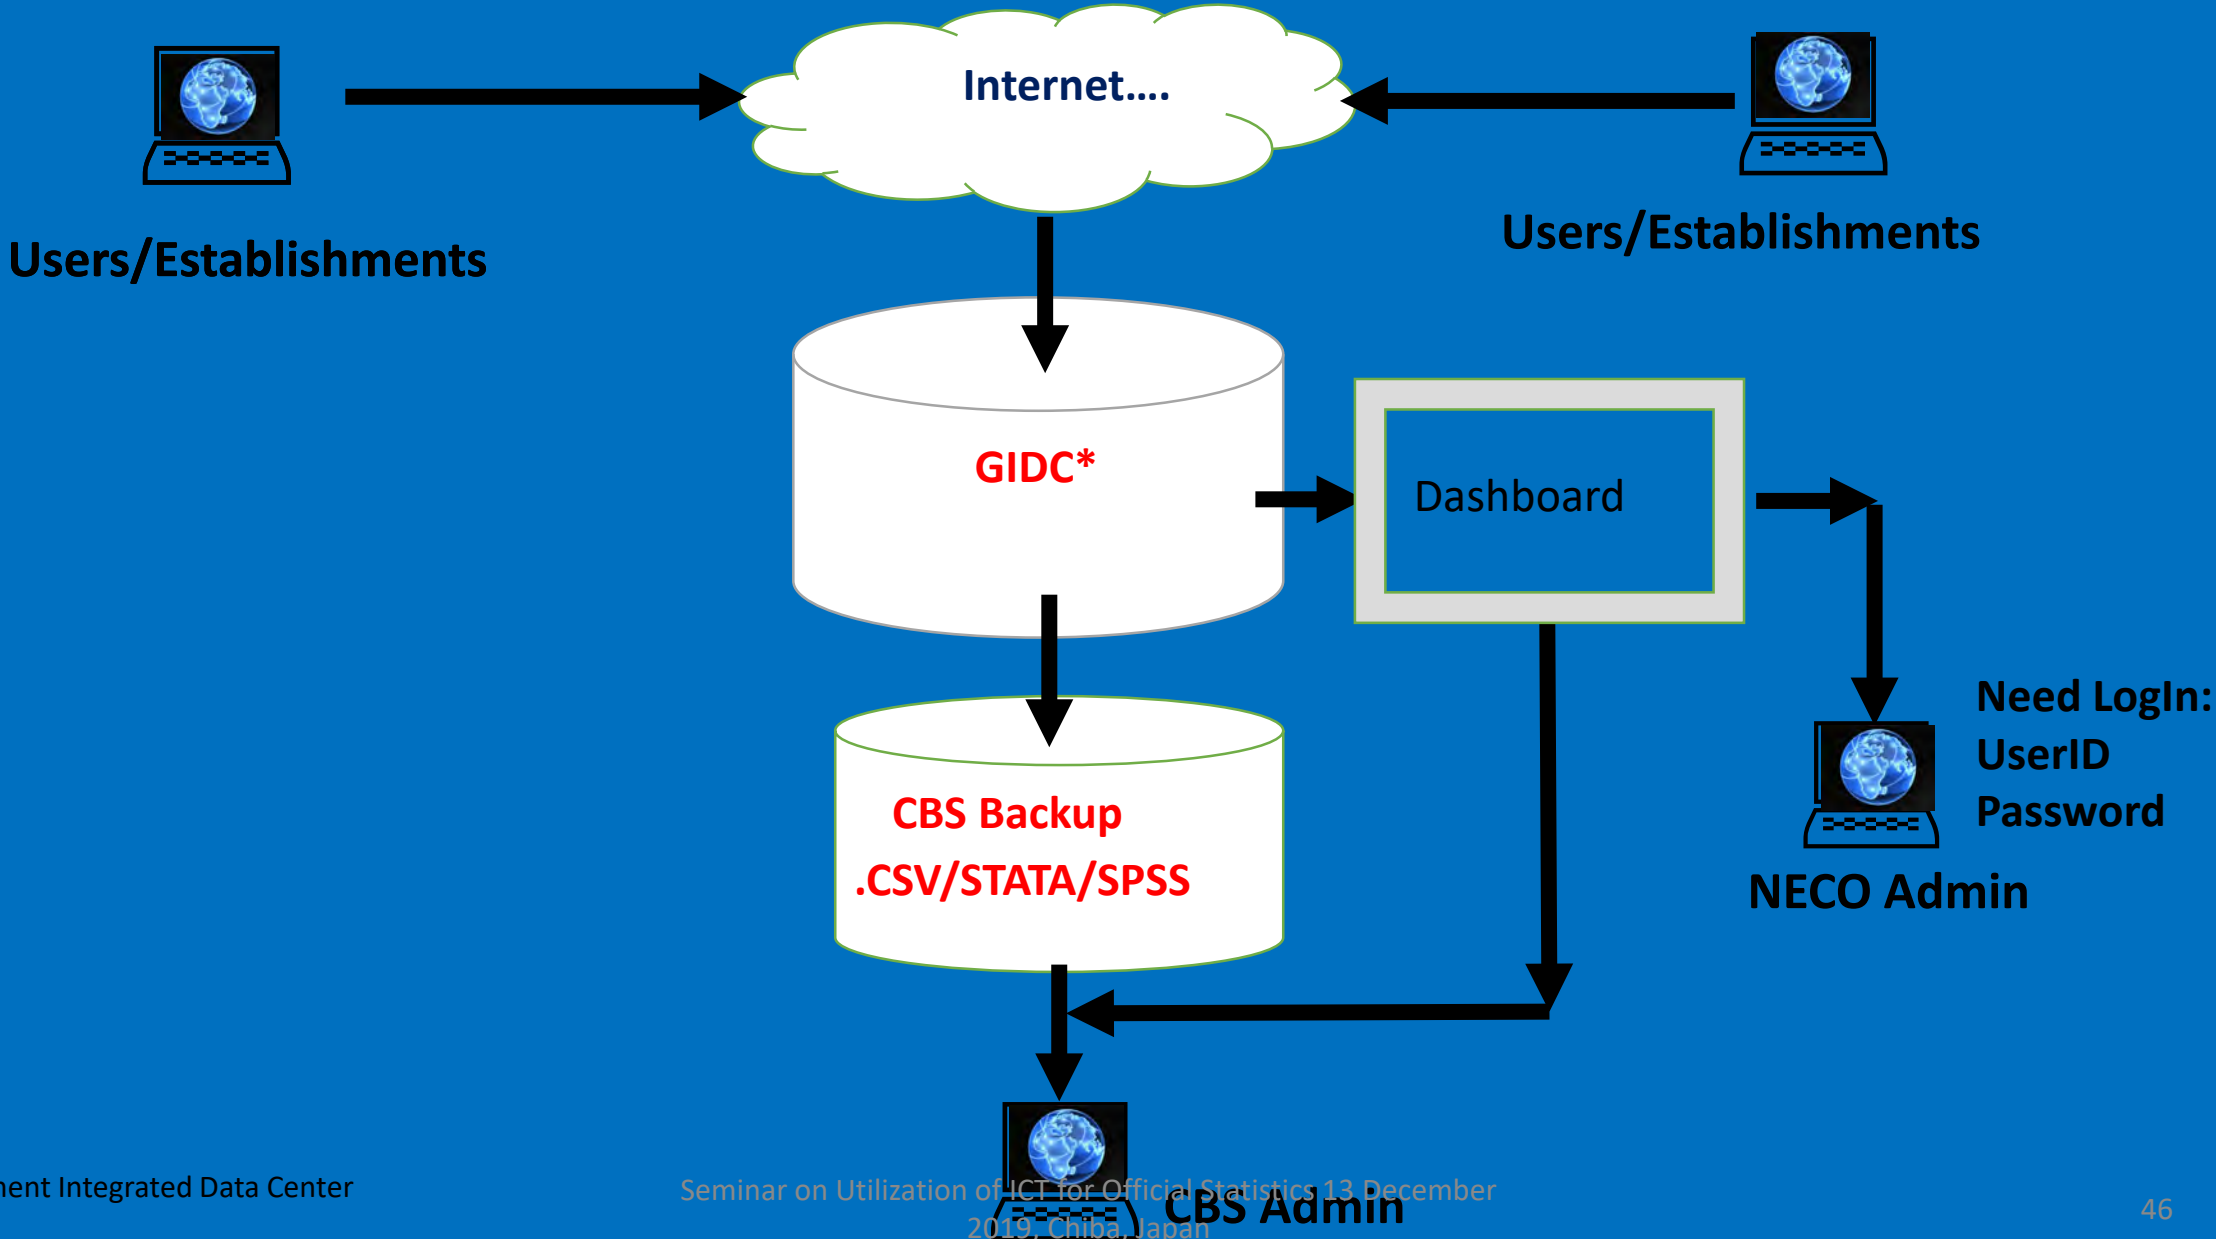 Internet....
Users/Establishments
Users/Establishments
GIDC*
Dashboard
Need LogIn:
UserID
Password
CBS Backup
.CSV/STATA/SPSS
NECO Admin
CBS Admin
Integrated Data Center
Seminar on Utilization of ICT for Official Statistics 13 December
2019, Chiba, Japan
46